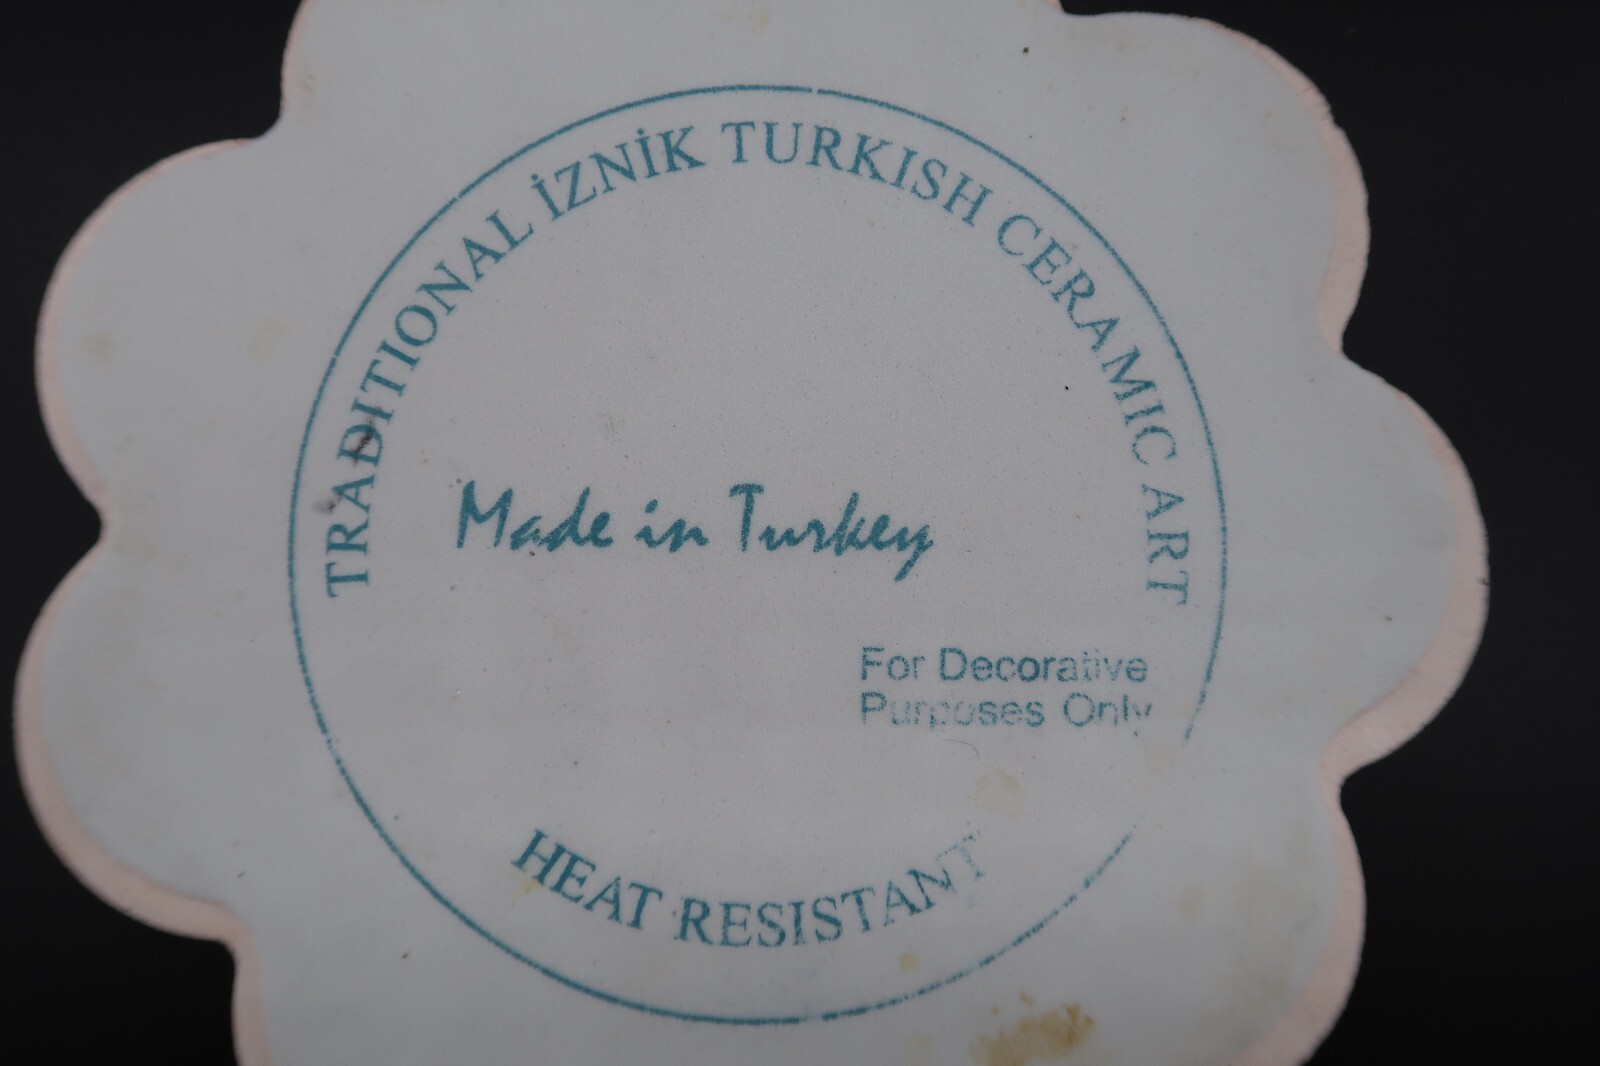 TRADITIONAL İZNİK TURKISH CERAMIC ART
Made in Turkey
For Decorative
Purposes Only
HEAT RESISTANT